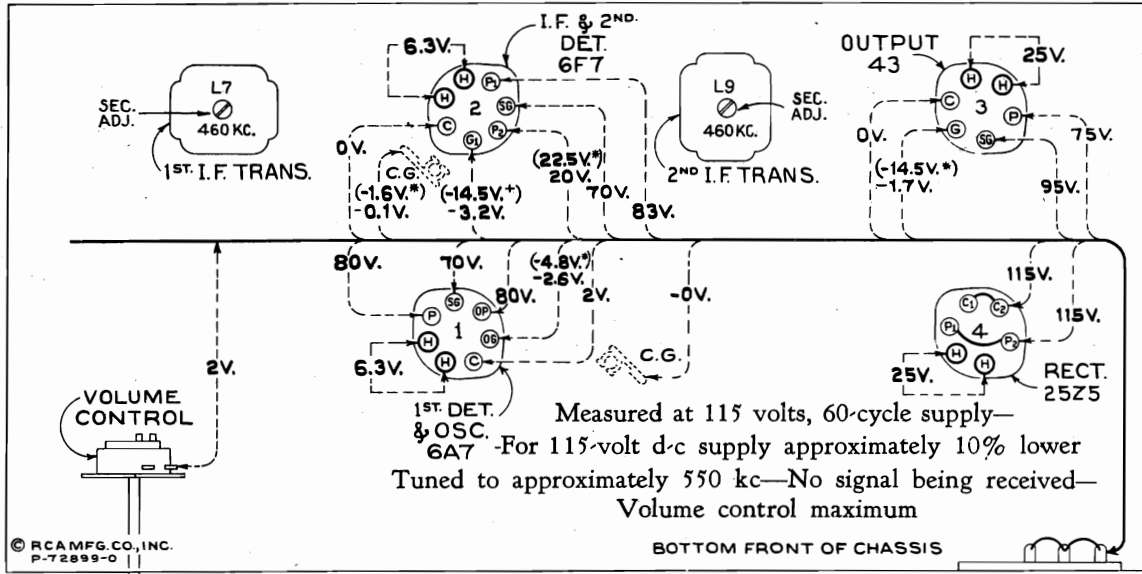 I.F. & 2ND.
DET.
6F7
6.3V.
H
H
P1
2
SG
C
G1
P2
L7
460 KC.
SEC.
ADJ.
1ST. I.F. TRANS.
0V.
C.G.
(-1.6V.*)
-0.1V.
(-14.5V.+)
-3.2V.
(22.5V.*)
20V.
70V.
83V.
L9
460 KC.
SEC.
ADJ.
2ND I.F. TRANS.
OUTPUT
43
25V.
H
H
C
3
P
G
SG
0V.
(-14.5V.*)
-1.7V.
95V.
75V.
80V.
70V.
80V.
(-4.8V.*)
-2.6V.
2V.
-0V.
SG
OP
P
1
OG
H
H
C
6.3V.
1ST. DET.
& OSC.
6A7
C.G.
115V.
115V.
C1
C2
P1
4
P2
H
H
25V.
RECT.
25Z5
2V.
VOLUME
CONTROL
Measured at 115 volts, 60-cycle supply—
-For 115-volt d-c supply approximately 10% lower
Tuned to approximately 550 kc—No signal being received—
Volume control maximum
© RCA MFG. CO., INC.
P-72899-0
BOTTOM FRONT OF CHASSIS